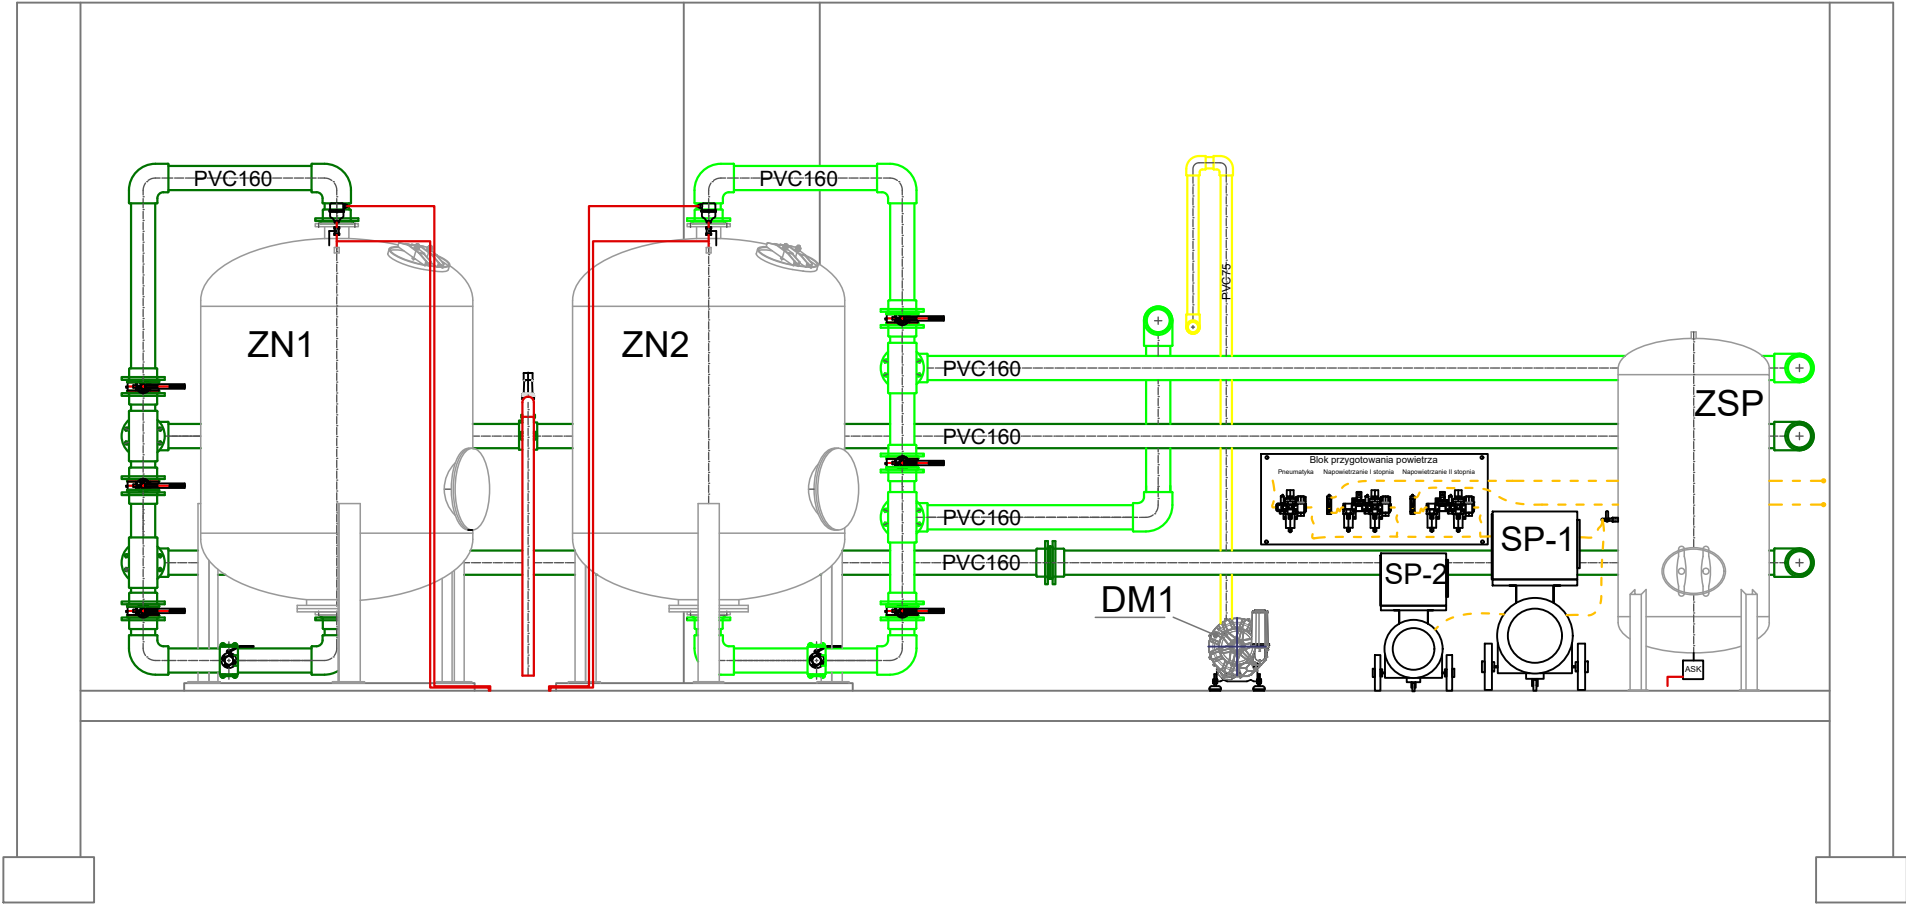 PVC160
PVC160
PVC75
ZN1
ZN2
PVC160
ZSP
PVC160
Blok przygotowania powietrza
Pneumatyka Napowietrzanie I stopnia Napowietrzanie II stopnia
PVC160
SP-1
PVC160
SP-2
DM1
ASK